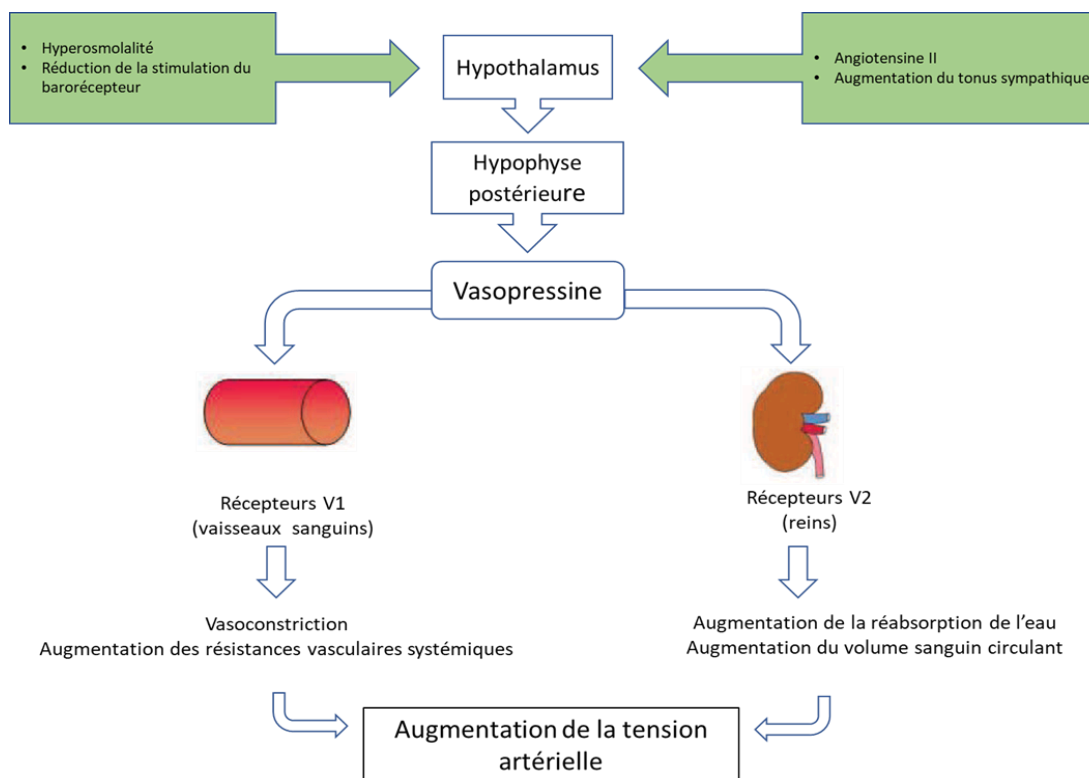 • Hyperosmolalité
• Réduction de la stimulation du
barorécepteur
Hypothalamus
• Angiotensine II
• Augmentation du tonus sympathique
Hypophyse
postérieure
Vasopressine
Récepteurs V1
(vaisseaux sanguins)
Récepteurs V2
(reins)
Vasoconstriction
Augmentation des résistances vasculaires systémiques
Augmentation de la réabsorption de l’eau
Augmentation du volume sanguin circulant
Augmentation de la tension
artérielle